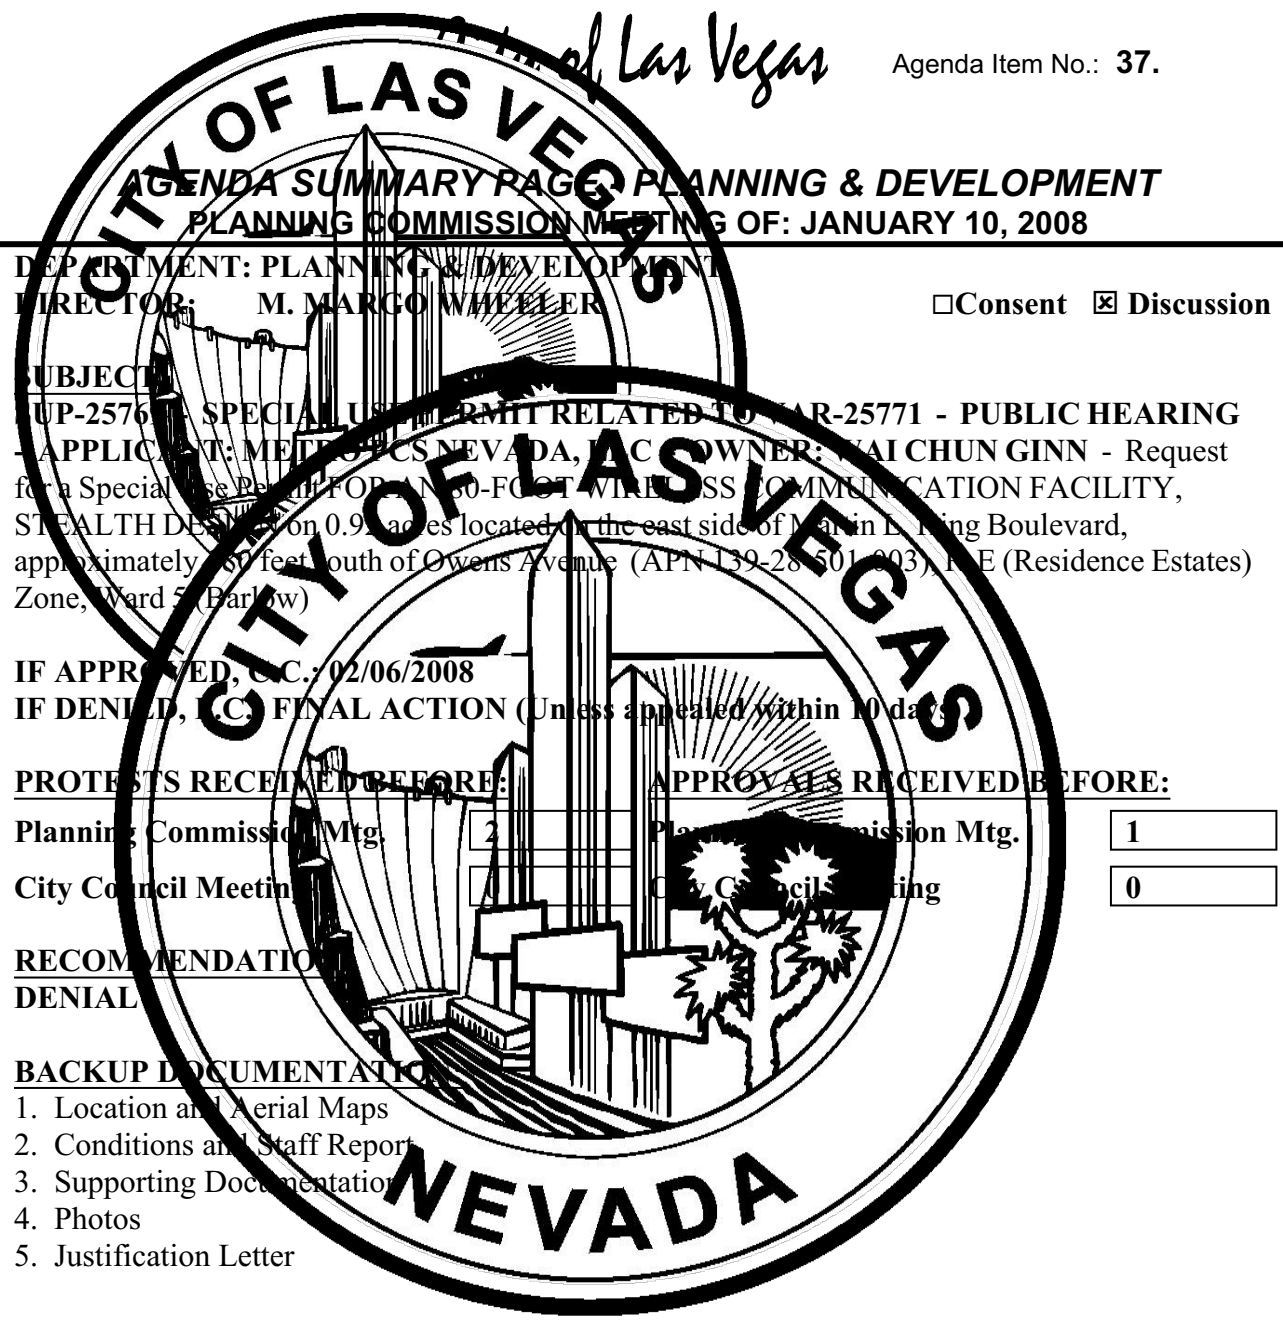 of Las Vegas
Agenda Item No.: 37.
AGENDA SUMMARY PAGE PLANNING & DEVELOPMENT
PLANNING COMMISSION MEETING OF: JANUARY 10, 2008
DEPARTMENT: PLANNING & DEVELOPMENT
DIRECTOR: M. MARGO WHEELER □Consent ☒ Discussion
SUBJECT:
- SPECIAL USE PERMIT RELATED TO VAR-25771 - PUBLIC HEARING
- APPLICANT: METRO PCS NEVADA, LLC - OWNER: WAI CHUN GINN - Request
for a Special Use Permit FOR AN 80-FOOT WIRELESS COMMUNICATION FACILITY,
STEALTH DESIGN on acres located on the east side of Martin L. King Boulevard,
approximately feet south of Owens Avenue (APN 139-28-501-003), R-E (Residence Estates)
Zone, Ward 5 (Barlow)
IF APPROVED, C.C.: 02/06/2008
IF DENIED, P.C.: FINAL ACTION (Unless appealed within 10 days)
PROTESTS RECEIVED BEFORE: APPROVALS RECEIVED BEFORE:
Planning Commission Mtg. 2 Planning Commission Mtg. 1
City Council Meeting 0 City Council Meeting 0
RECOMMENDATION:
DENIAL
BACKUP DOCUMENTATION:
1. Location and Aerial Maps
2. Conditions and Staff Report
3. Supporting Documentation
4. Photos
5. Justification Letter
CITY OF LAS VEGAS
CITY OF LAS VEGAS
NEVADA